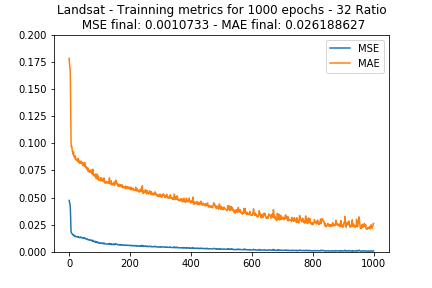 Landsat - Trainning metrics for 1000 epochs - 32 Ratio
MSE final: 0.0010733 - MAE final: 0.026188627
MSE
MAE
0.200
0.175
0.150
0.125
0.100
0.075
0.050
0.025
0.000
0 200 400 600 800 1000